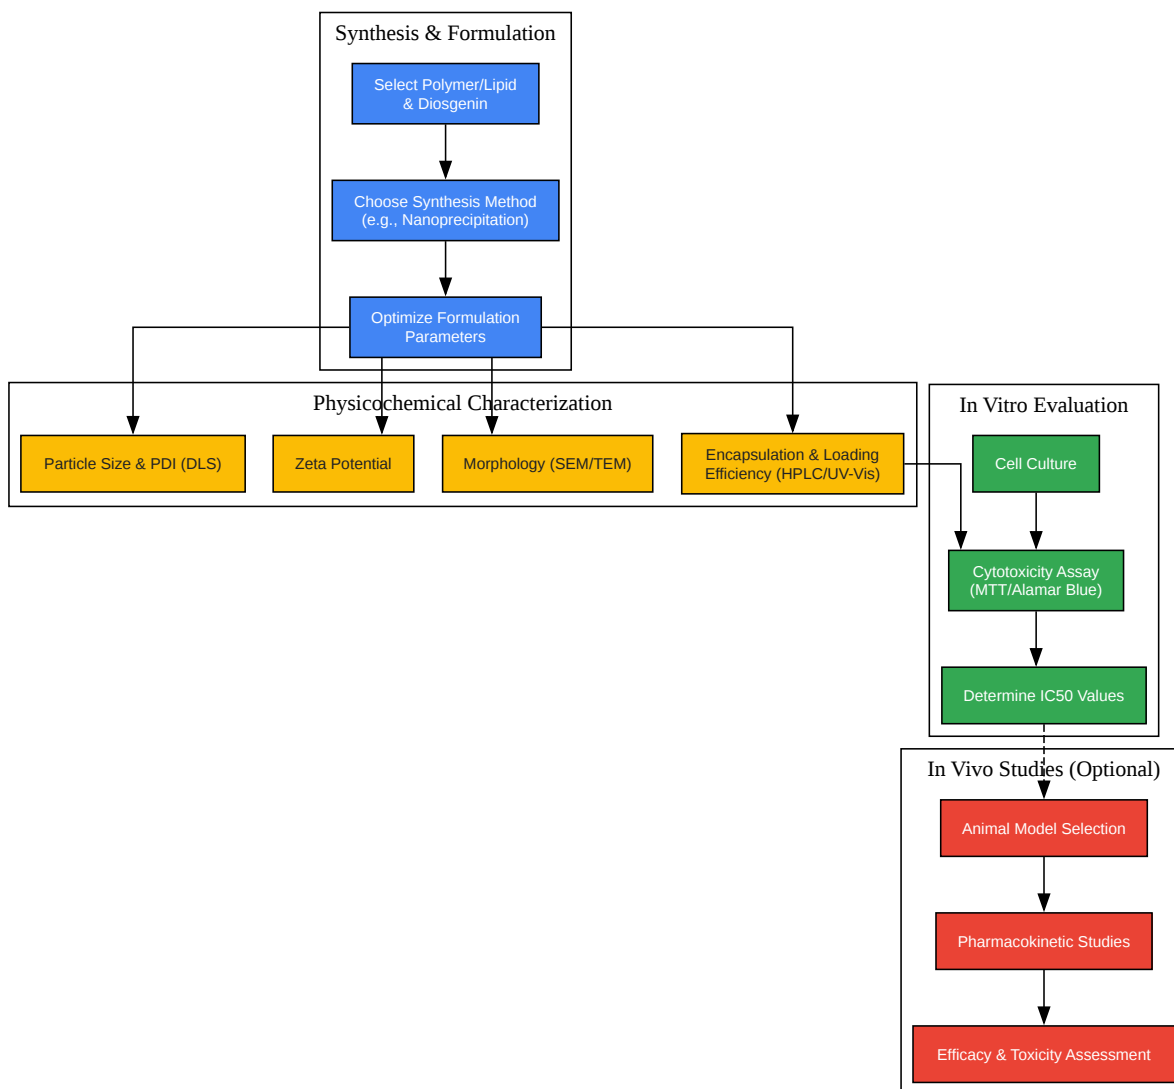 Synthesis & Formulation
Select Polymer/Lipid
& Diosgenin
Choose Synthesis Method
(e.g., Nanoprecipitation)
Optimize Formulation
Parameters
Physicochemical Characterization
Particle Size & PDI (DLS)
Zeta Potential
Morphology (SEM/TEM)
Encapsulation & Loading
Efficiency (HPLC/UV-Vis)
In Vitro Evaluation
Cell Culture
Cytotoxicity Assay
(MTT/Alamar Blue)
Determine IC50 Values
In Vivo Studies (Optional)
Animal Model Selection
Pharmacokinetic Studies
Efficacy & Toxicity Assessment